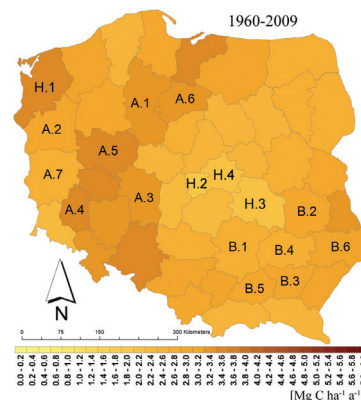 1960-2009
H.1
A.1
A.6
A.2
A.5
A.7
H.4
H.2
A.3
H.3
A.4
B.2
B.1
B.4
B.6
B.5
B.3
N
0 75 150 300 Kilometers
0.0 - 0.2
0.2 - 0.4
0.4 - 0.6
0.6 - 0.8
0.8 - 1.0
1.0 - 1.2
1.2 - 1.4
1.4 - 1.6
1.6 - 1.8
1.8 - 2.0
2.0 - 2.2
2.2 - 2.4
2.4 - 2.6
2.6 - 2.8
2.8 - 3.0
3.0 - 3.2
3.2 - 3.4
3.4 - 3.6
3.6 - 3.8
3.8 - 4.0
4.0 - 4.2
4.2 - 4.4
4.4 - 4.6
4.6 - 4.8
4.8 - 5.0
5.0 - 5.2
5.2 - 5.4
5.4 - 5.6
5.6 - 5.8
[Mg C ha⁻¹ a⁻¹